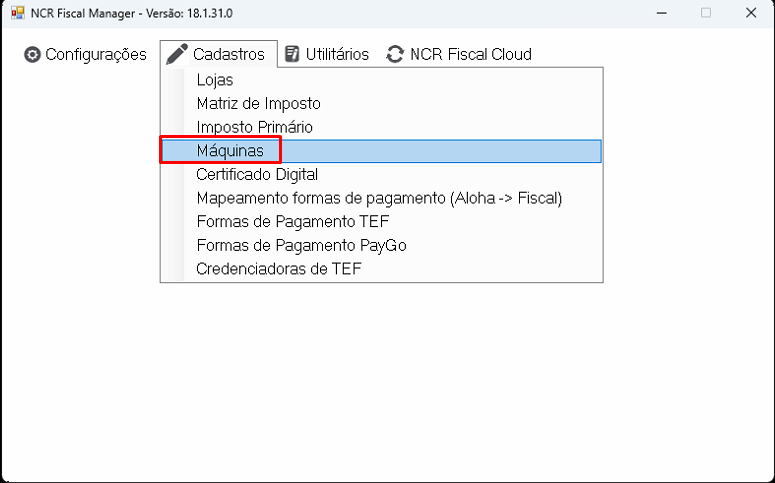 NCR Fiscal Manager - Versão: 18.1.31.0
Configurações Cadastros Utilitários NCR Fiscal Cloud
Lojas
Matriz de Imposto
Imposto Primário
Máquinas
Certificado Digital
Mapeamento formas de pagamento (Aloha -> Fiscal)
Formas de Pagamento TEF
Formas de Pagamento PayGo
Credenciadoras de TEF